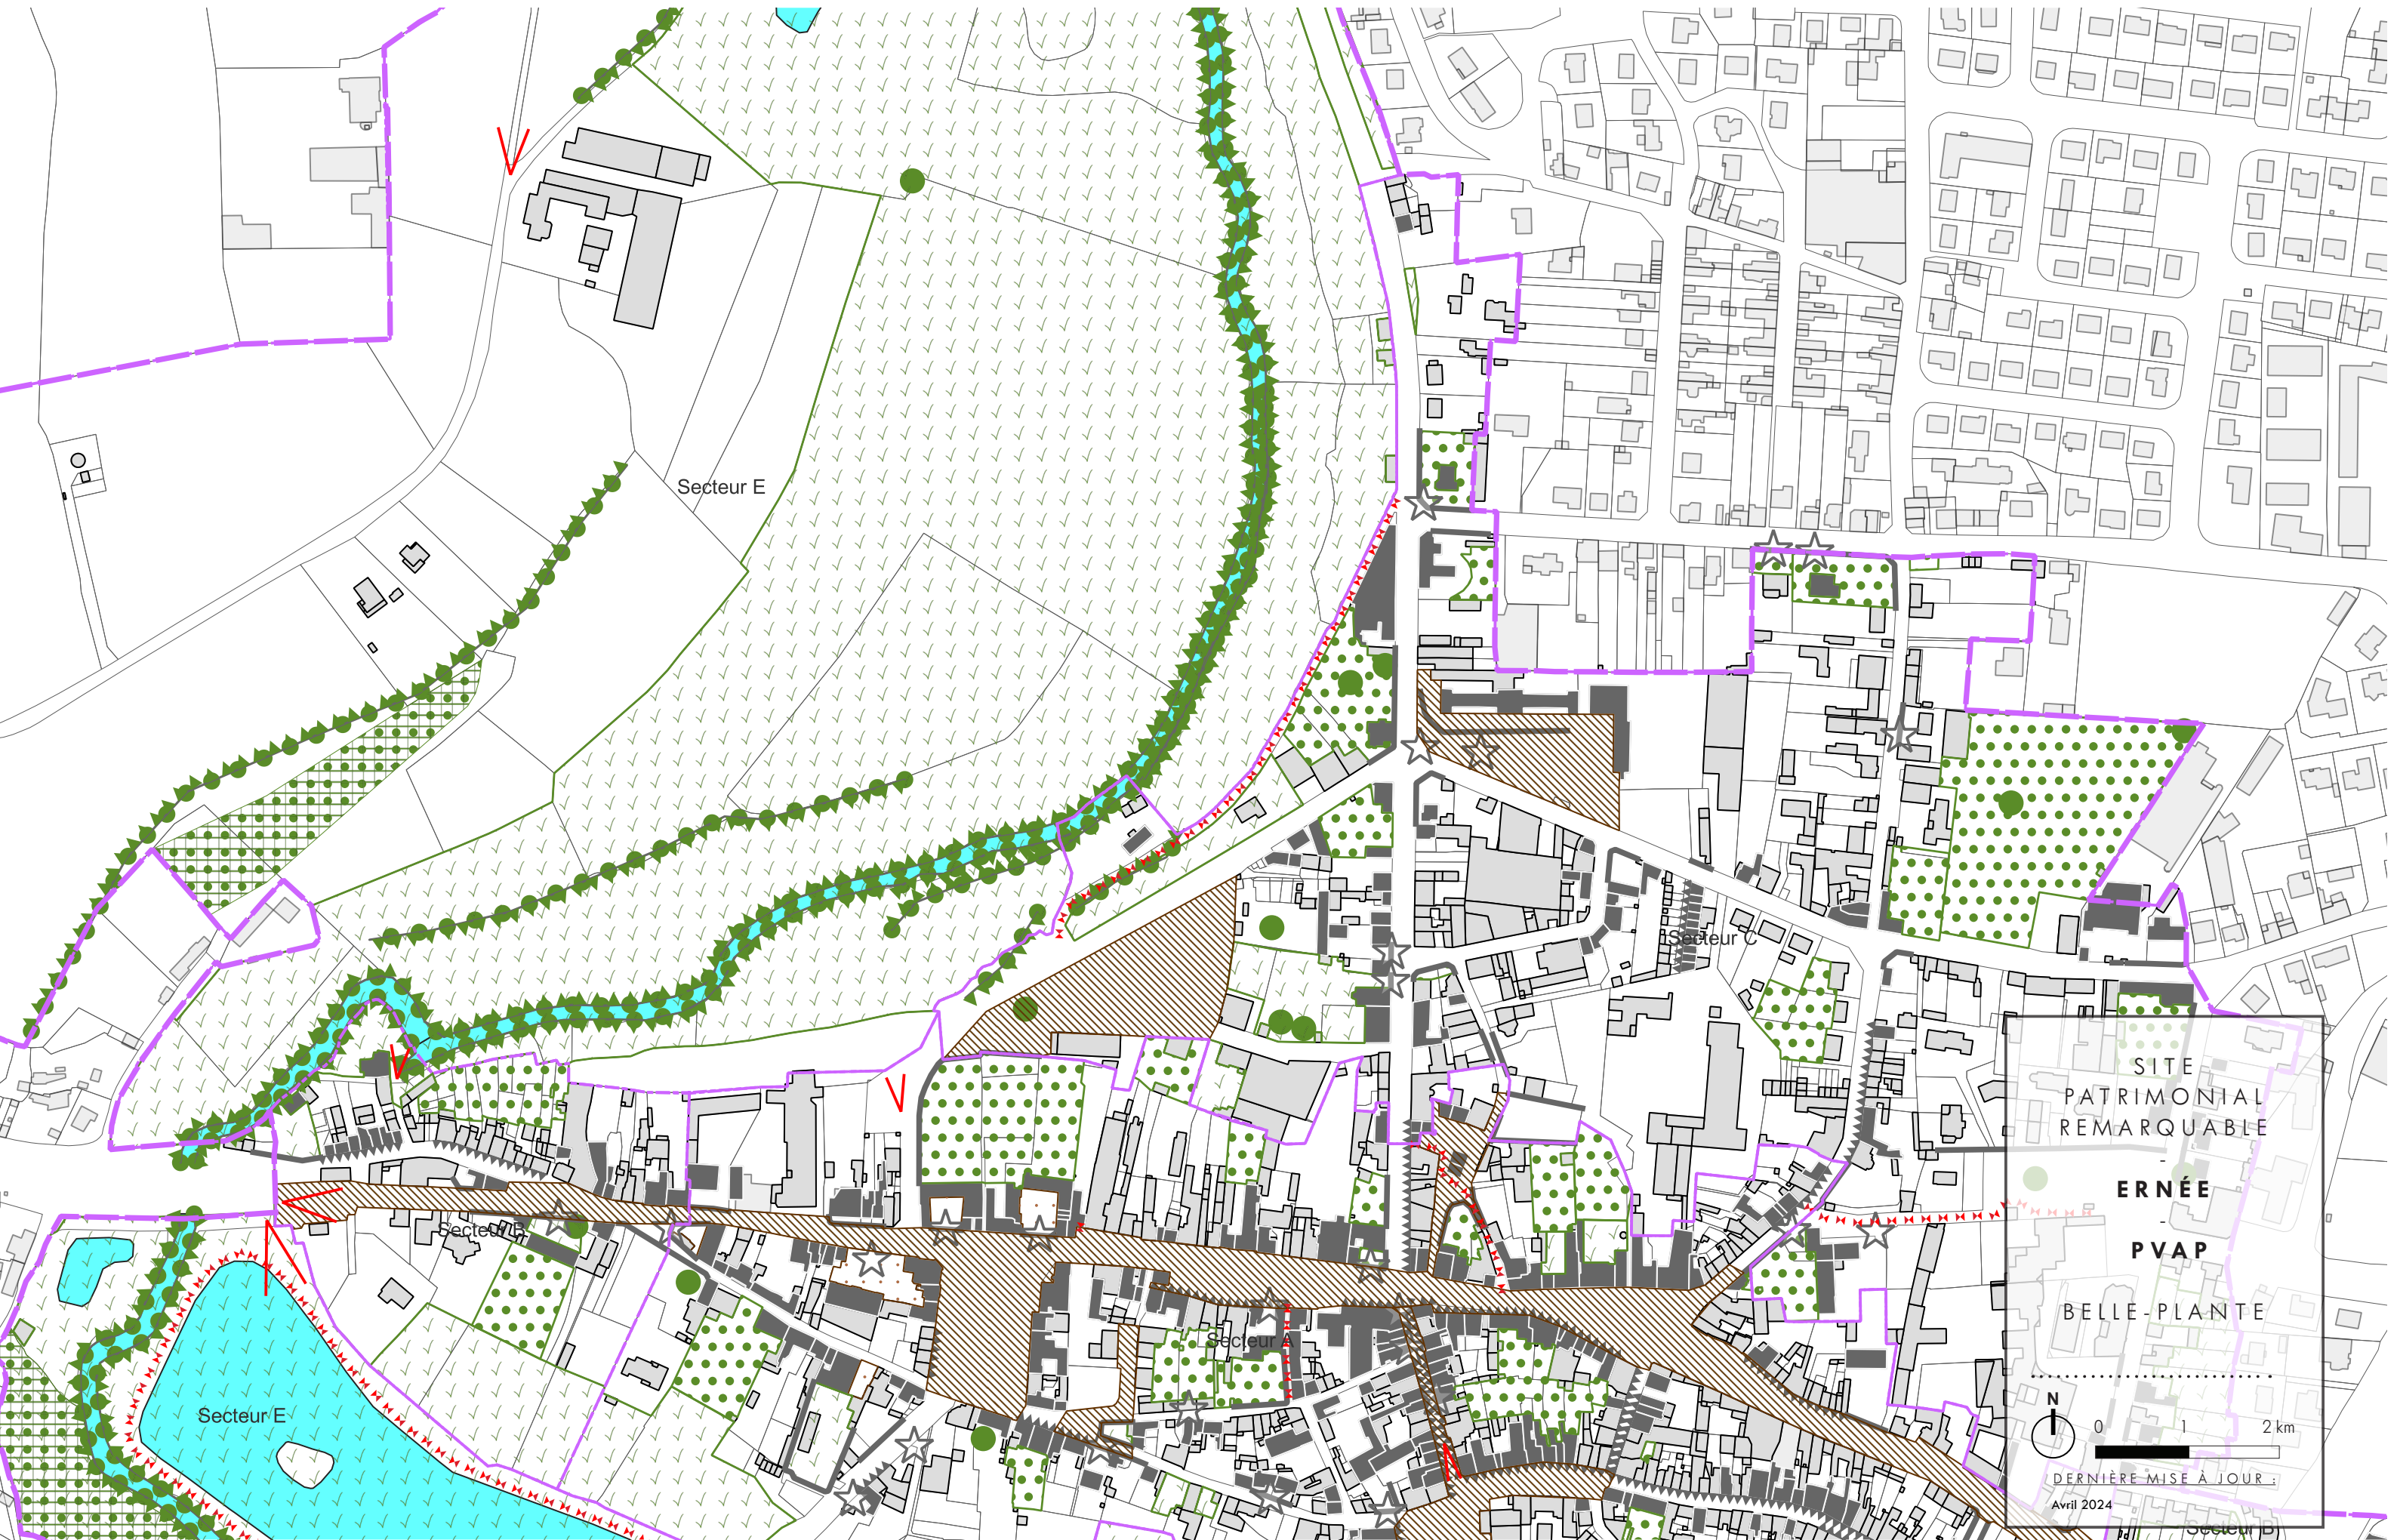 Secteur E
Secteur C
Secteur B
Secteur A
Secteur E
SITE
PATRIMONIAL
REMARQUABLE
-
ERNÉE
-
PVAP
BELLE-PLANTE
N
0 1 2 km
DERNIÈRE MISE À JOUR :
Avril 2024
Secteur B